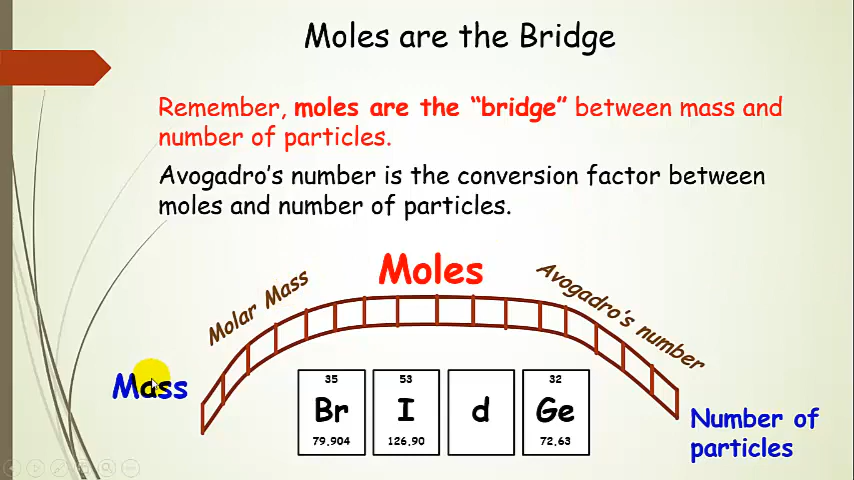 Moles are the Bridge
Remember, moles are the “bridge” between mass and
number of particles.
Avogadro’s number is the conversion factor between
moles and number of particles.
Moles
Molar Mass
Avogadro’s number
Mass
35
Br
79.904
53
I
126.90
d
32
Ge
72.63
Number of
particles